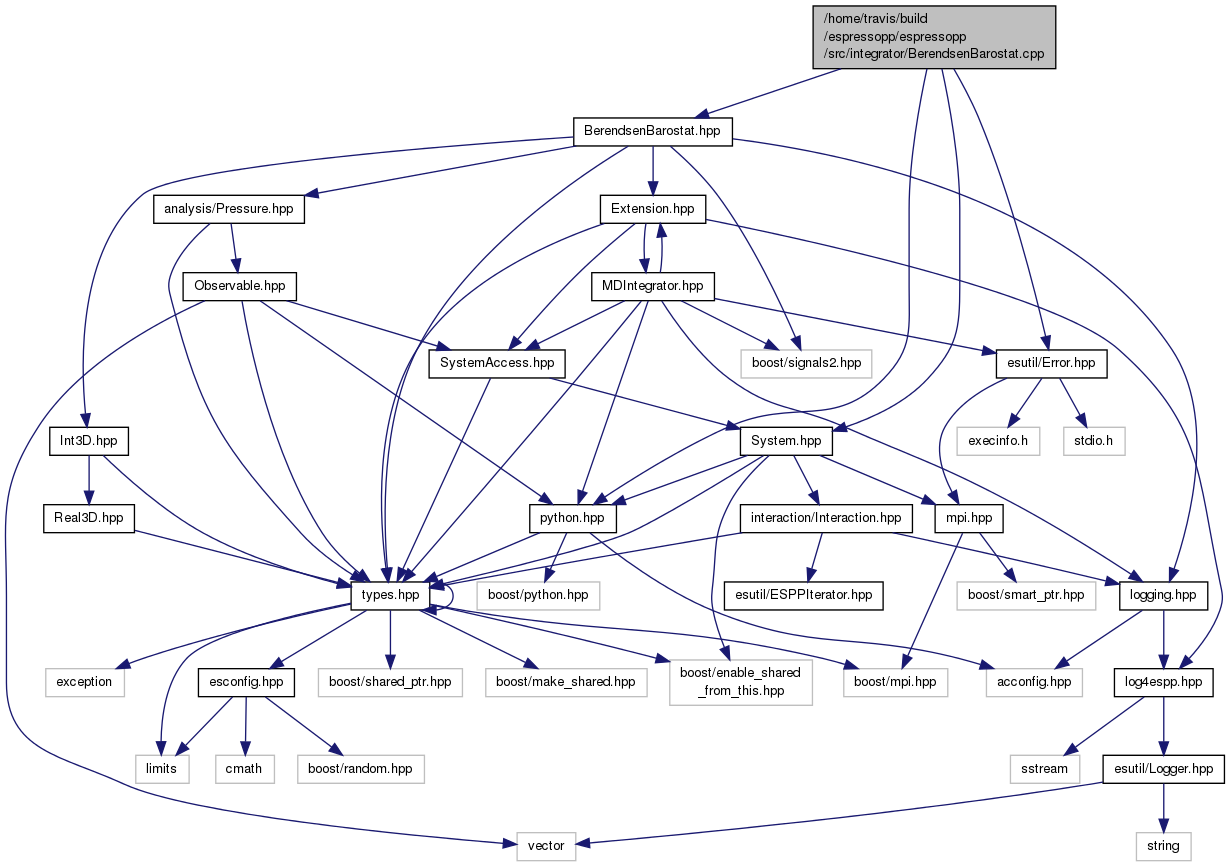 /home/travis/build
/espressopp/espressopp
/src/integrator/BerendsenBarostat.cpp
BerendsenBarostat.hpp
analysis/Pressure.hpp
Extension.hpp
Observable.hpp
MDIntegrator.hpp
SystemAccess.hpp
boost/signals2.hpp
esutil/Error.hpp
Int3D.hpp
System.hpp
execinfo.h
stdio.h
Real3D.hpp
python.hpp
interaction/Interaction.hpp
mpi.hpp
types.hpp
boost/python.hpp
esutil/ESPPIterator.hpp
boost/smart_ptr.hpp
logging.hpp
exception
esconfig.hpp
boost/shared_ptr.hpp
boost/make_shared.hpp
boost/enable_shared
_from_this.hpp
boost/mpi.hpp
acconfig.hpp
log4espp.hpp
limits
cmath
boost/random.hpp
sstream
esutil/Logger.hpp
vector
string